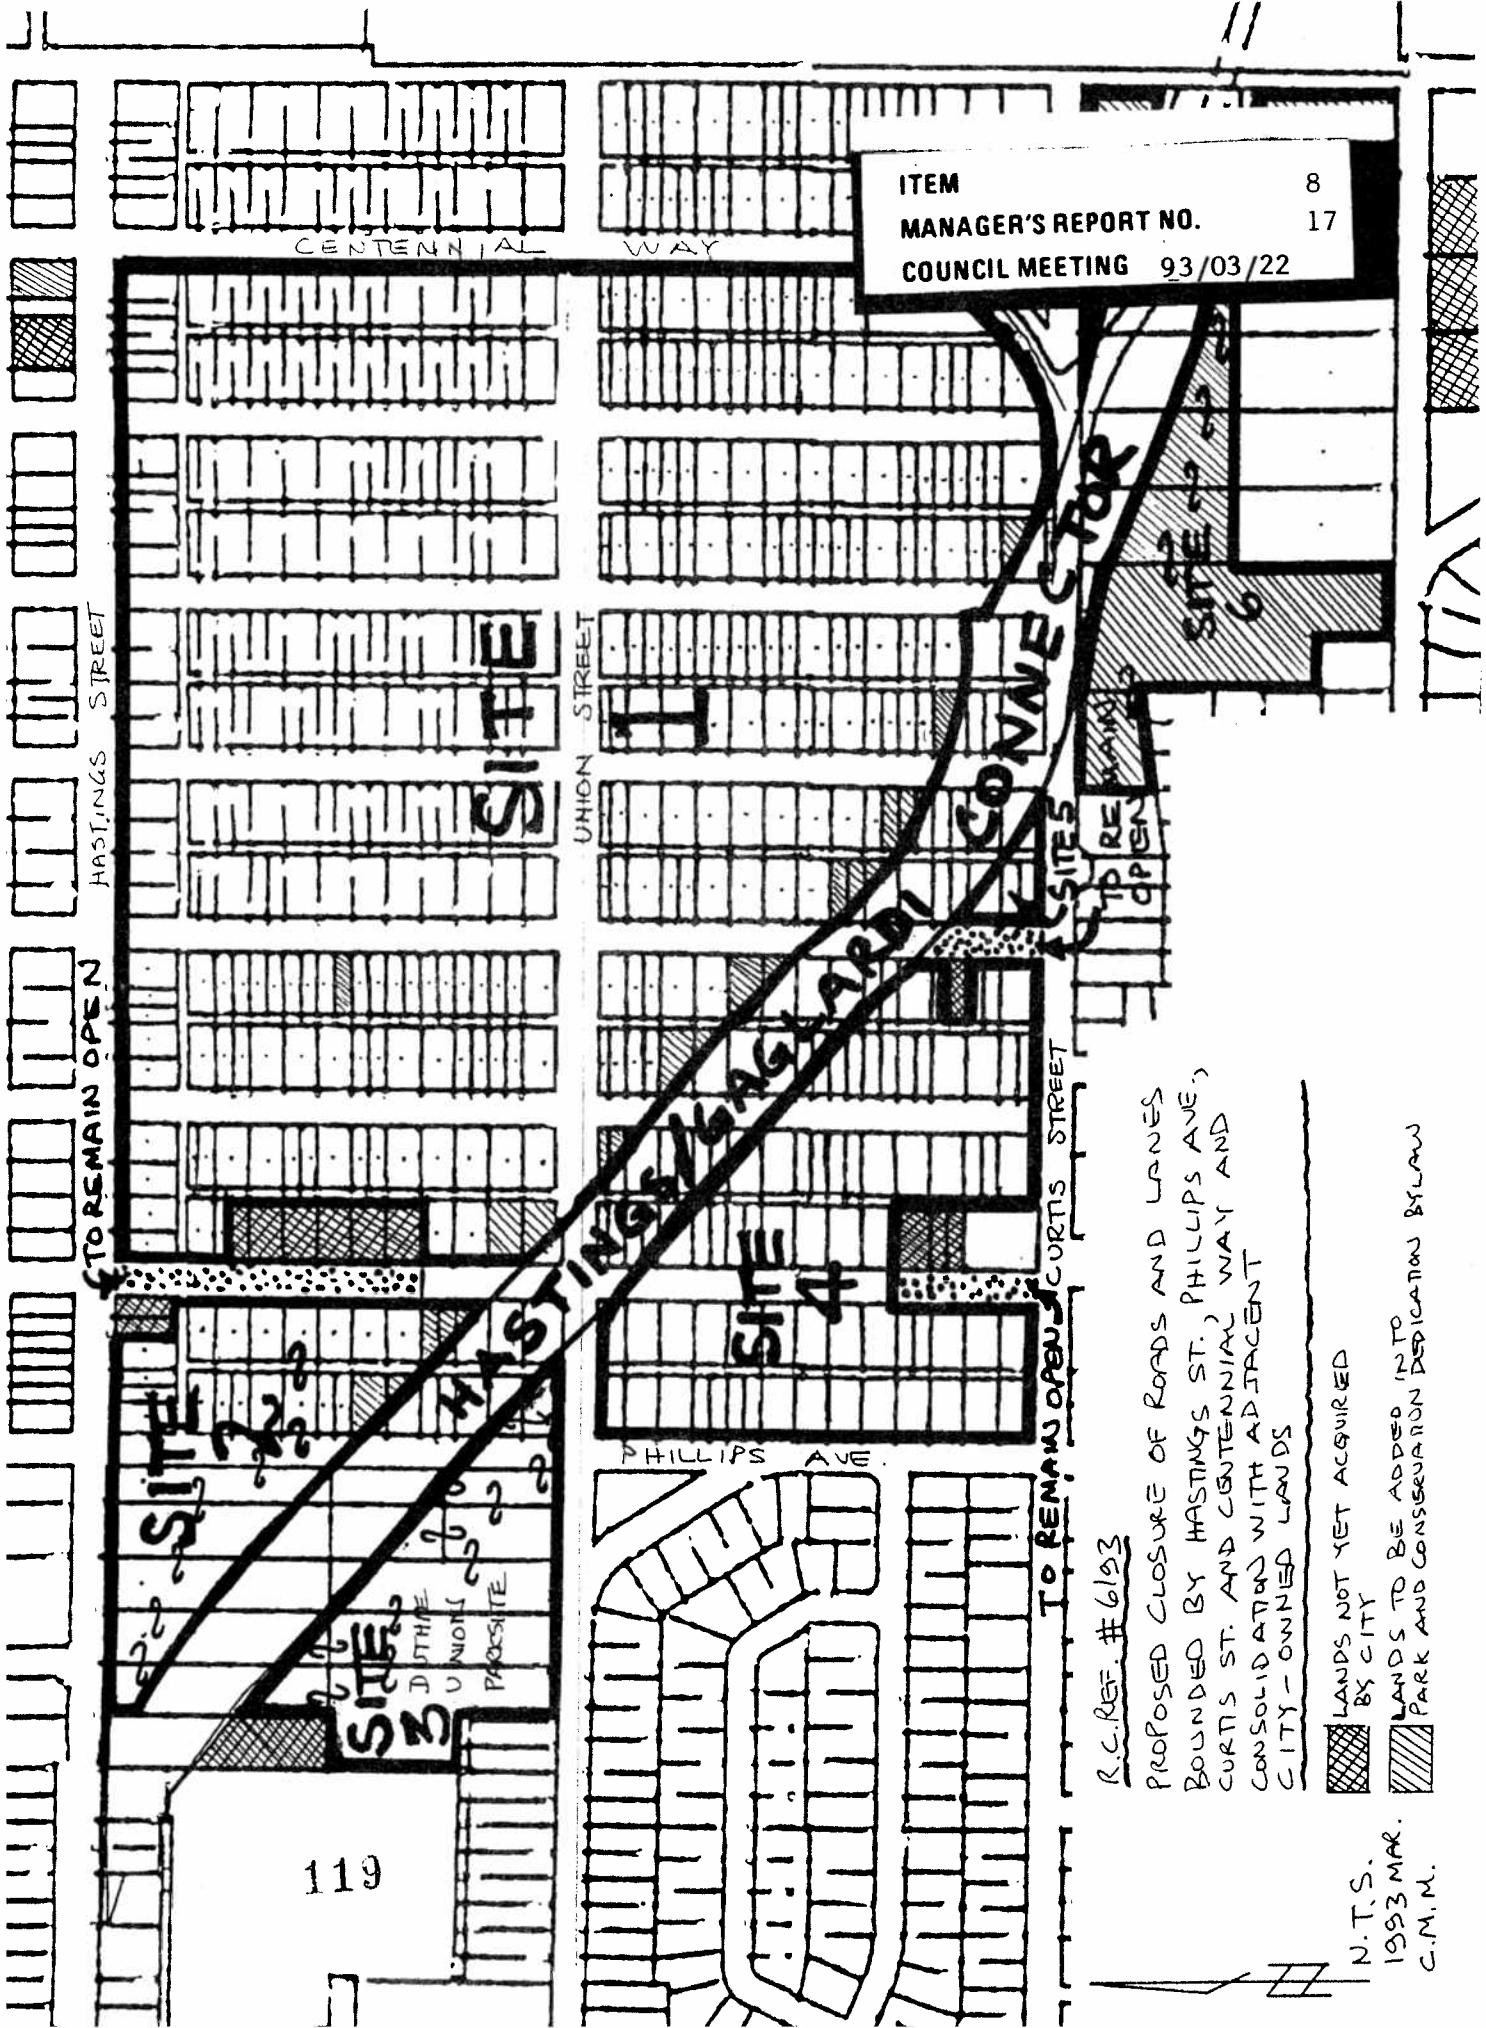 ITEM 8
MANAGER'S REPORT NO. 17
COUNCIL MEETING 93/03/22
CENTENNIAL WAY
HASTINGS STREET
UNION STREET
SITE 1
HASTINGS/GAGLARDI CONNECTOR
SITE
6
SITE 5
TO REMAIN
OPEN
TO REMAIN OPEN
SITE
4
CURTIS STREET
TO REMAIN OPEN
PHILLIPS AVE.
SITE
2
SITE
3
DUTHIE
UNION
PARKSITE
119
R.C. REF. #6/93
PROPOSED CLOSURE OF ROADS AND LANES
BOUNDED BY HASTINGS ST., PHILLIPS AVE.,
CURTIS ST. AND CENTENNIAL WAY AND
CONSOLIDATION WITH ADJACENT
CITY-OWNED LANDS
LANDS NOT YET ACQUIRED
BY CITY
LANDS TO BE ADDED INTO
PARK AND CONSERVATION DEDICATION BYLAW
N.T.S.
1993 MAR.
C.M.M.